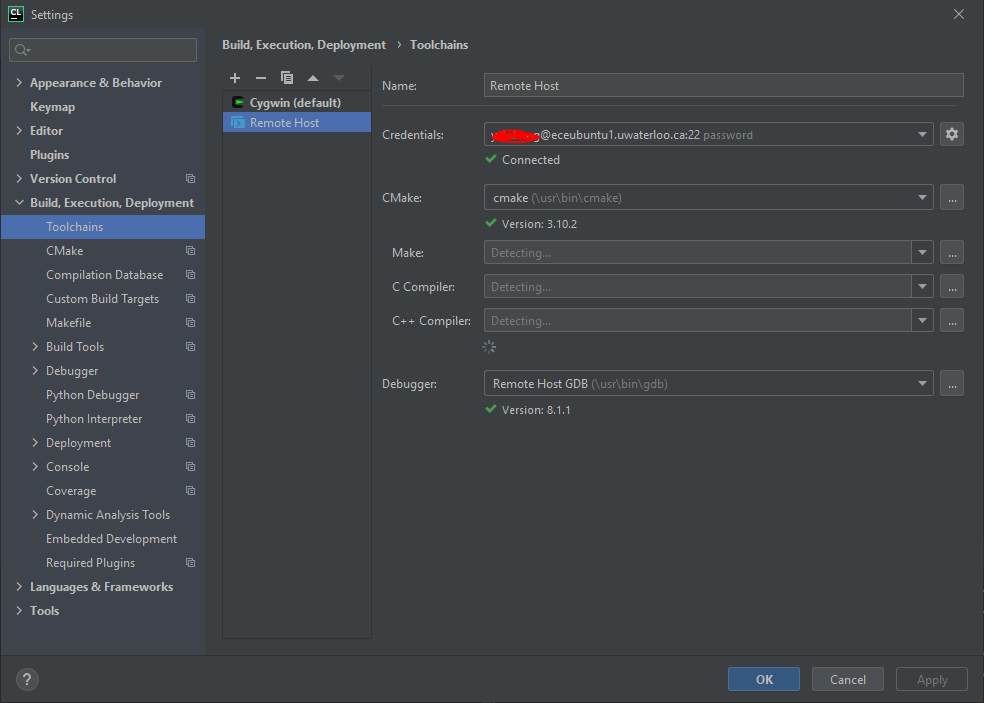 CL Settings
Build, Execution, Deployment › Toolchains
Appearance & Behavior
Keymap
Editor
Plugins
Version Control
Build, Execution, Deployment
Toolchains
CMake
Compilation Database
Custom Build Targets
Makefile
Build Tools
Debugger
Python Debugger
Python Interpreter
Deployment
Console
Coverage
Dynamic Analysis Tools
Embedded Development
Required Plugins
Languages & Frameworks
Tools
Cygwin (default)
Remote Host
Name: Remote Host
Credentials: @eceubuntu1.uwaterloo.ca:22 password
Connected
CMake: cmake (\usr\bin\cmake) ...
Version: 3.10.2
Make: Detecting... ...
C Compiler: Detecting... ...
C++ Compiler: Detecting... ...
Debugger: Remote Host GDB (\usr\bin\gdb) ...
Version: 8.1.1
? OK Cancel Apply